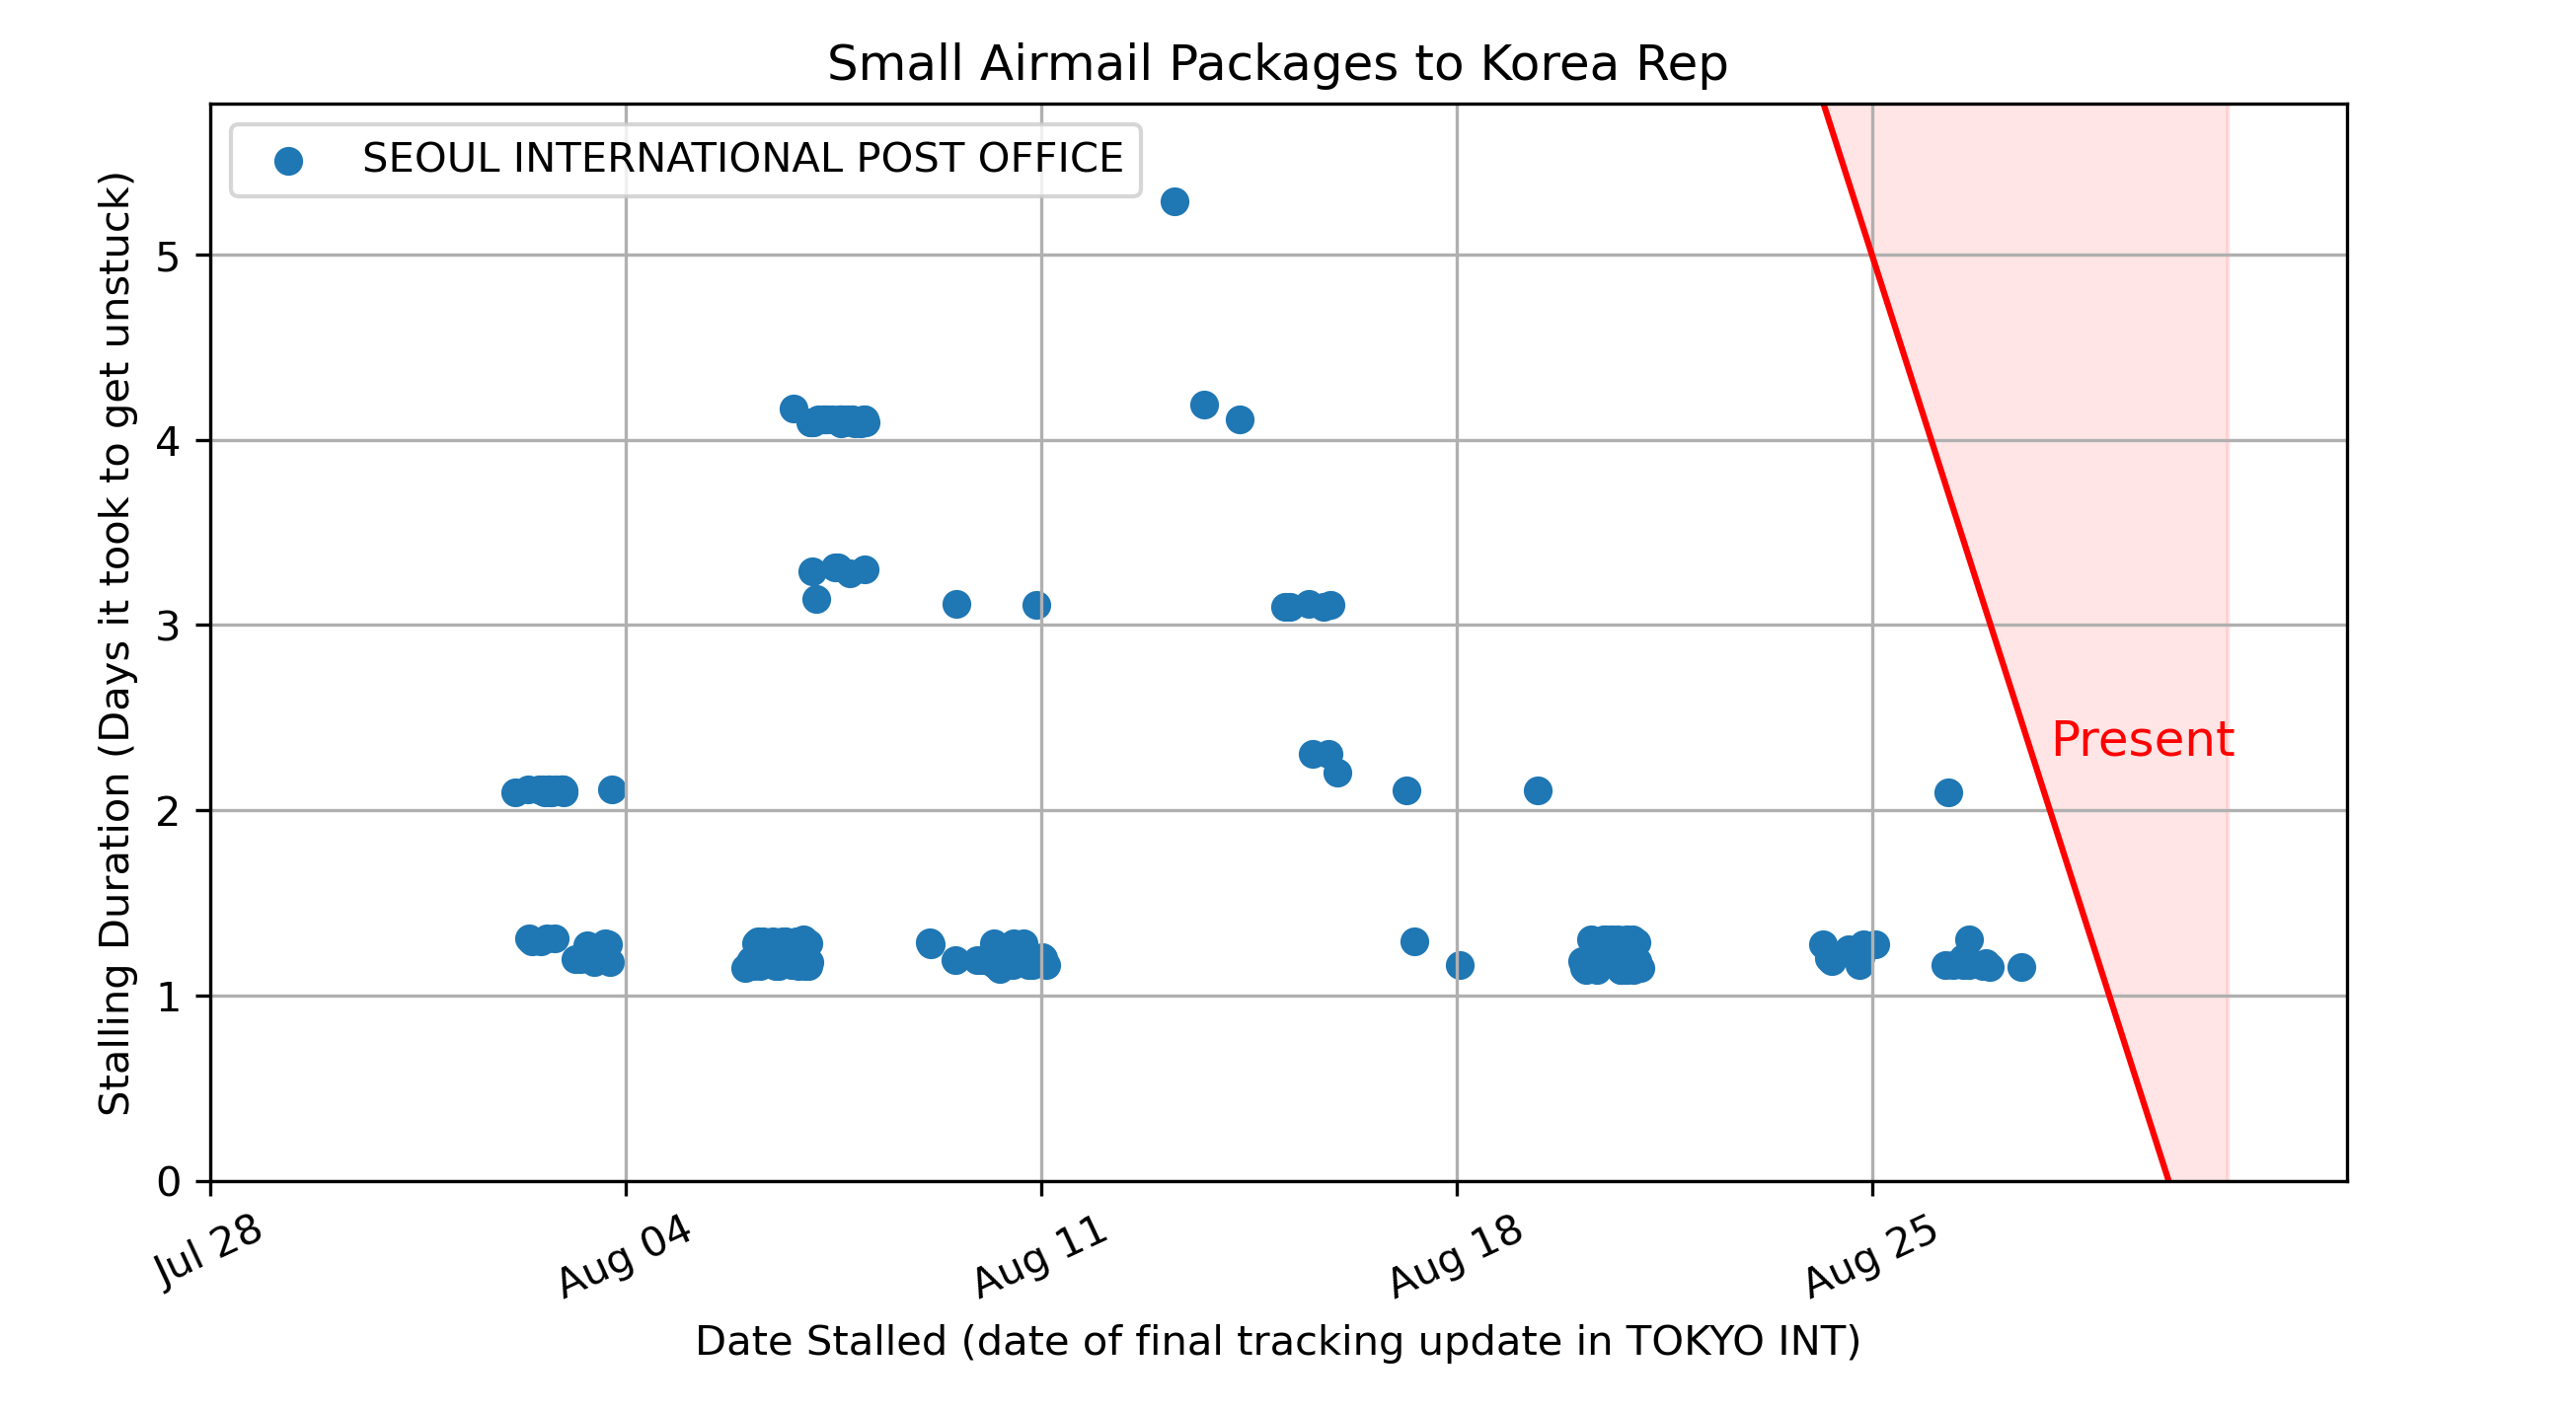 Small Airmail Packages to Korea Rep
SEOUL INTERNATIONAL POST OFFICE
Stalling Duration (Days it took to get unstuck)
5
4
3
2
1
0
Present
Jul 28
Aug 04
Aug 11
Aug 18
Aug 25
Date Stalled (date of final tracking update in TOKYO INT)